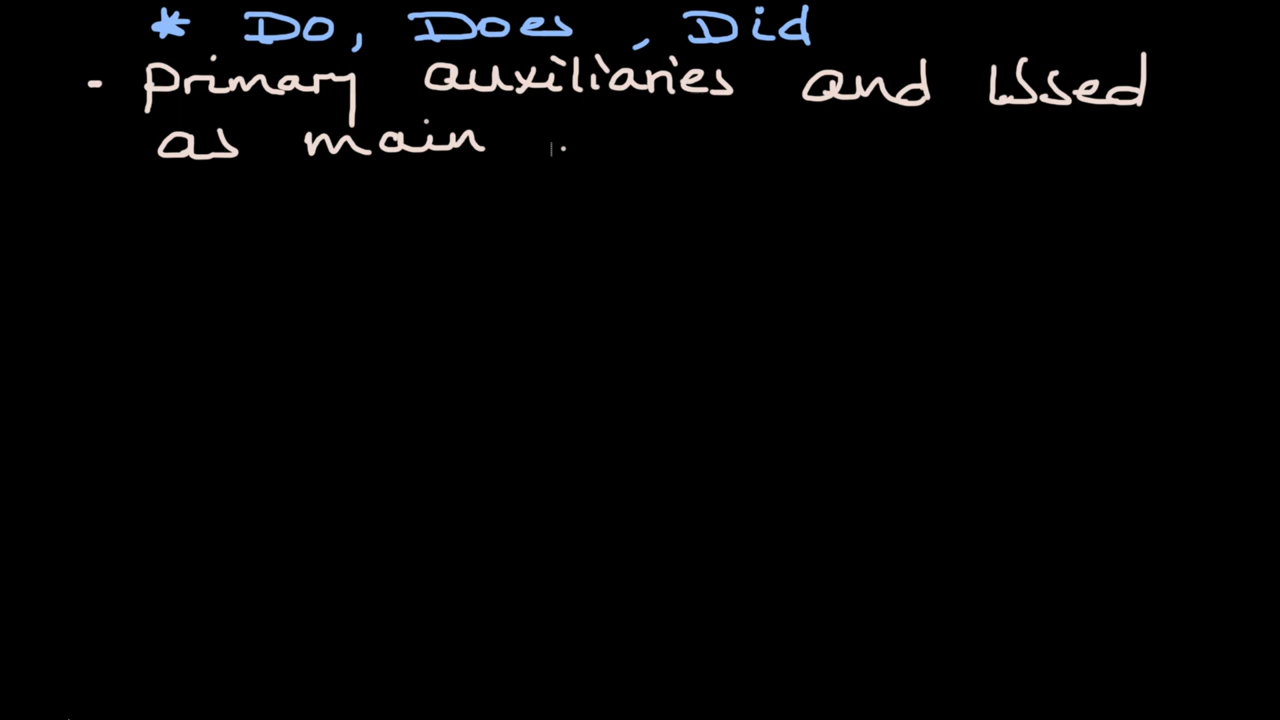 * Do, Does, Did
- Primary auxiliaries and Used
as main